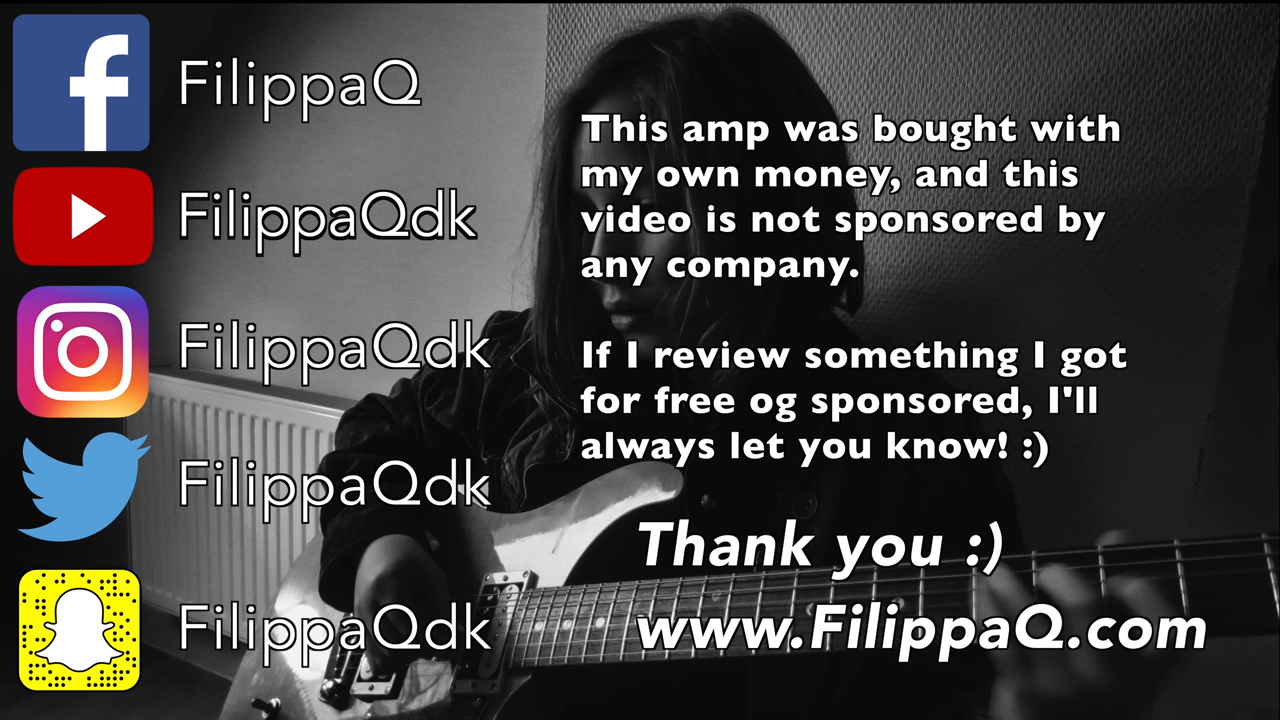 FilippaQ
FilippaQdk
FilippaQdk
FilippaQdk
FilippaQdk
This amp was bought with
my own money, and this
video is not sponsored by
any company.
If I review something I got
for free og sponsored, I'll
always let you know! :)
Thank you :)
www.FilippaQ.com